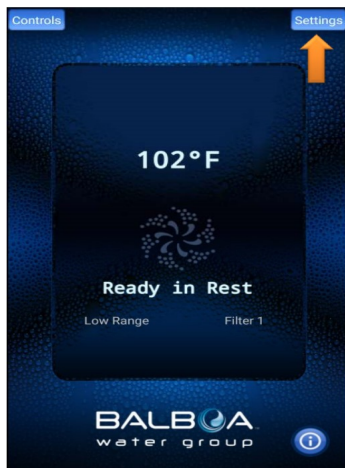 Controls Settings
102°F
Ready in Rest
Low Range Filter 1
BALBOA
water group
i